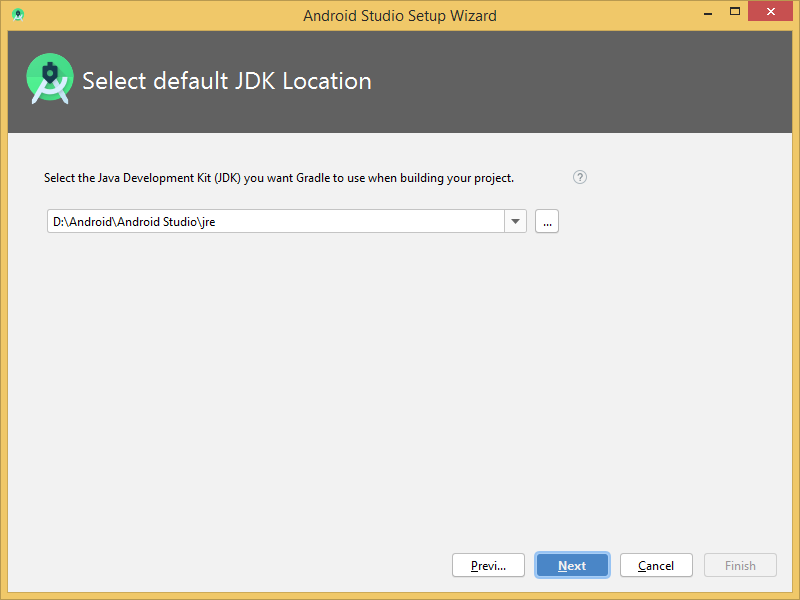 Android Studio Setup Wizard
Select default JDK Location
Select the Java Development Kit (JDK) you want Gradle to use when building your project.
?
D:\Android\Android Studio\jre
...
Previ... Next Cancel Finish